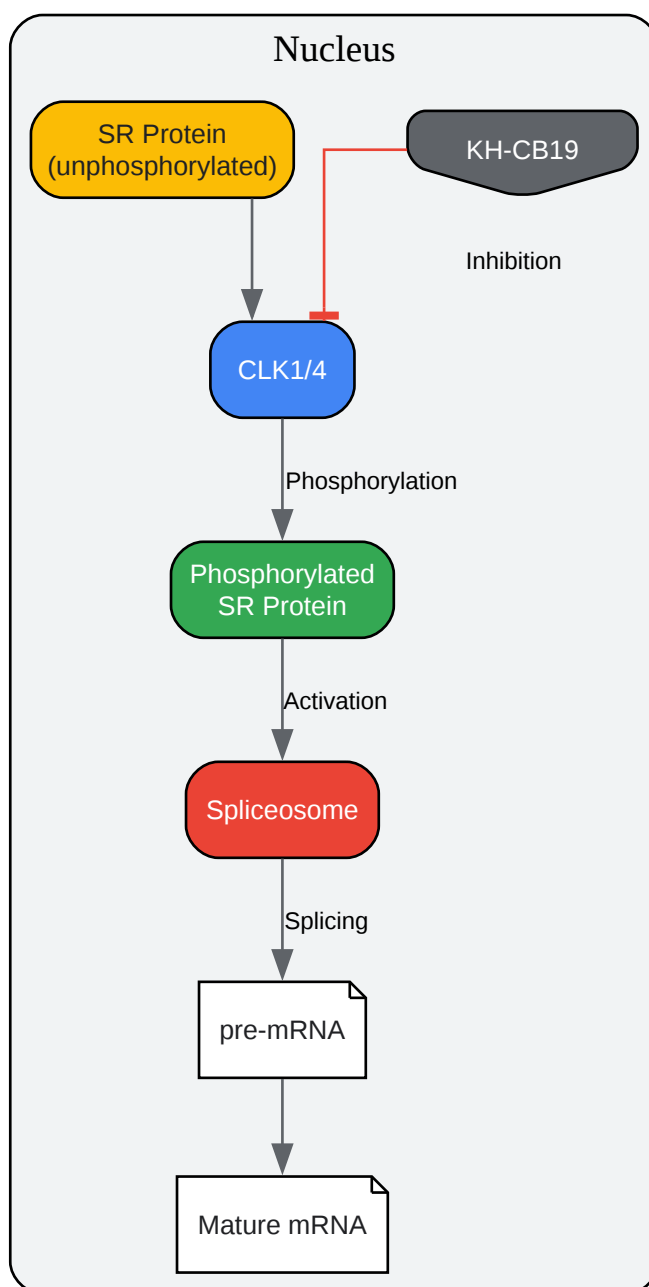 Nucleus
SR Protein
(unphosphorylated)
KH-CB19
Inhibition
CLK1/4
Phosphorylation
Phosphorylated
SR Protein
Activation
Spliceosome
Splicing
pre-mRNA
Mature mRNA